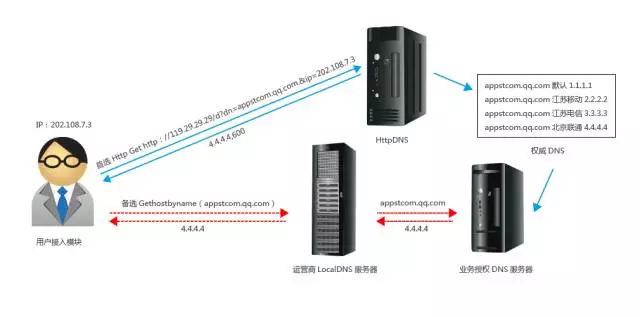 IP：202.108.7.3
首选 Http Get http：//119.29.29.29/d?dn=appstcom.qq.com.&ip=202.108.7.3
4.4.4.4,600
HttpDNS
appstcom.qq.com 默认 1.1.1.1
appstcom.qq.com 江苏移动 2.2.2.2
appstcom.qq.com 江苏电信 3.3.3.3
appstcom.qq.com 北京联通 4.4.4.4
权威 DNS
备选 Gethostbyname（appstcom.qq.com）
4.4.4.4
appstcom.qq.com
4.4.4.4
用户接入模块
运营商 LocalDNS 服务器
业务授权 DNS 服务器